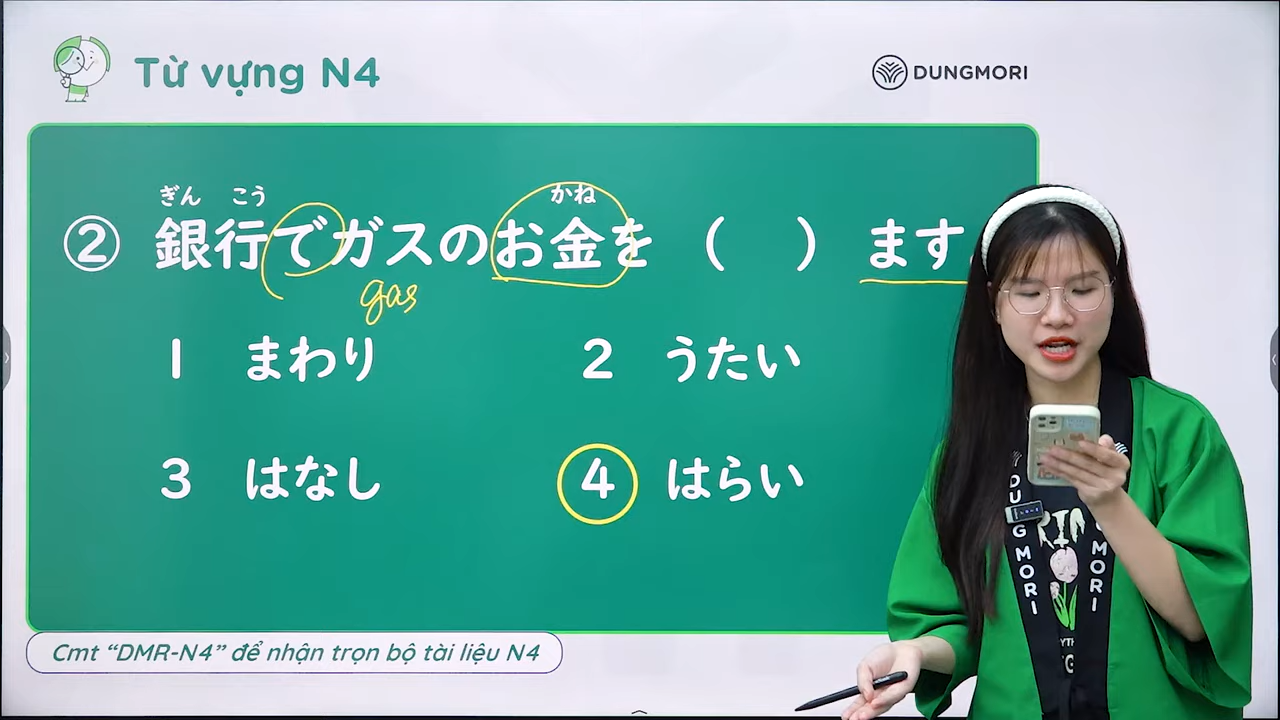 Từ vựng N4
DUNGMORI
ぎん こう かね
② 銀行でガスのお金を ( ) ます
gas
1 まわり 2 うたい
3 はなし 4 はらい
DUNGMORI
DUNGMORI
Cmt “DMR-N4” để nhận trọn bộ tài liệu N4